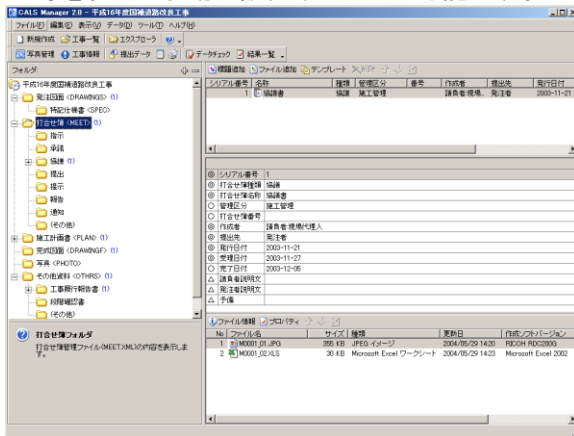 CALS Manager 2.0 - 平成16年度国補道路改良工事
ファイル(F) 編集(E) 表示(V) データ(D) ツール(T) ヘルプ(H)
新規作成 工事一覧 エクスプローラ
写真管理 工事情報 提出データ データチェック 結果一覧
フォルダ
平成16年度国補道路改良工事
発注図面 <DRAWINGS> (1)
特記仕様書 <SPEC>
打合せ簿 <MEET> (1)
指示
承諾
協議 (1)
提出
提示
報告
通知
(その他)
施工計画書 <PLAN> (1)
完成図面 <DRAWINGF> (1)
写真 <PHOTO>
その他資料 <OTHRS> (1)
工事履行報告書 (1)
段階確認書
(その他)
打合せ簿フォルダ
打合せ簿管理ファイル(MEET.XML)の内容を表示します。
標題追加 ファイル追加 テンプレート 削除
シリアル番号 名称 種類 管理区分 番号 作成者 提出先 発行日付
1 協議書 協議 施工管理 請負者:現場. 発注者 2003-11-21
◎ シリアル番号 1
◎ 打合せ簿種類 協議
◎ 打合せ簿名称 協議書
○ 管理区分 施工管理
○ 打合せ簿番号
◎ 作成者 請負者:現場代理人
◎ 提出先 発注者
◎ 発行日付 2003-11-21
◎ 受理日付 2003-11-27
○ 完了日付 2003-12-05
△ 請負者説明文
△ 発注者説明文
△ 予備
ファイル情報 プロパティ
No ファイル名 サイズ 種類 更新日 作成ソフトバージョン
1 M0001_01.JPG 355 KB JPEG イメージ 2004/05/29 14:20 RICOH RDC200G
2 M0001_02.XLS 30 KB Microsoft Excel ワークシート 2004/05/29 14:23 Microsoft Excel 2002